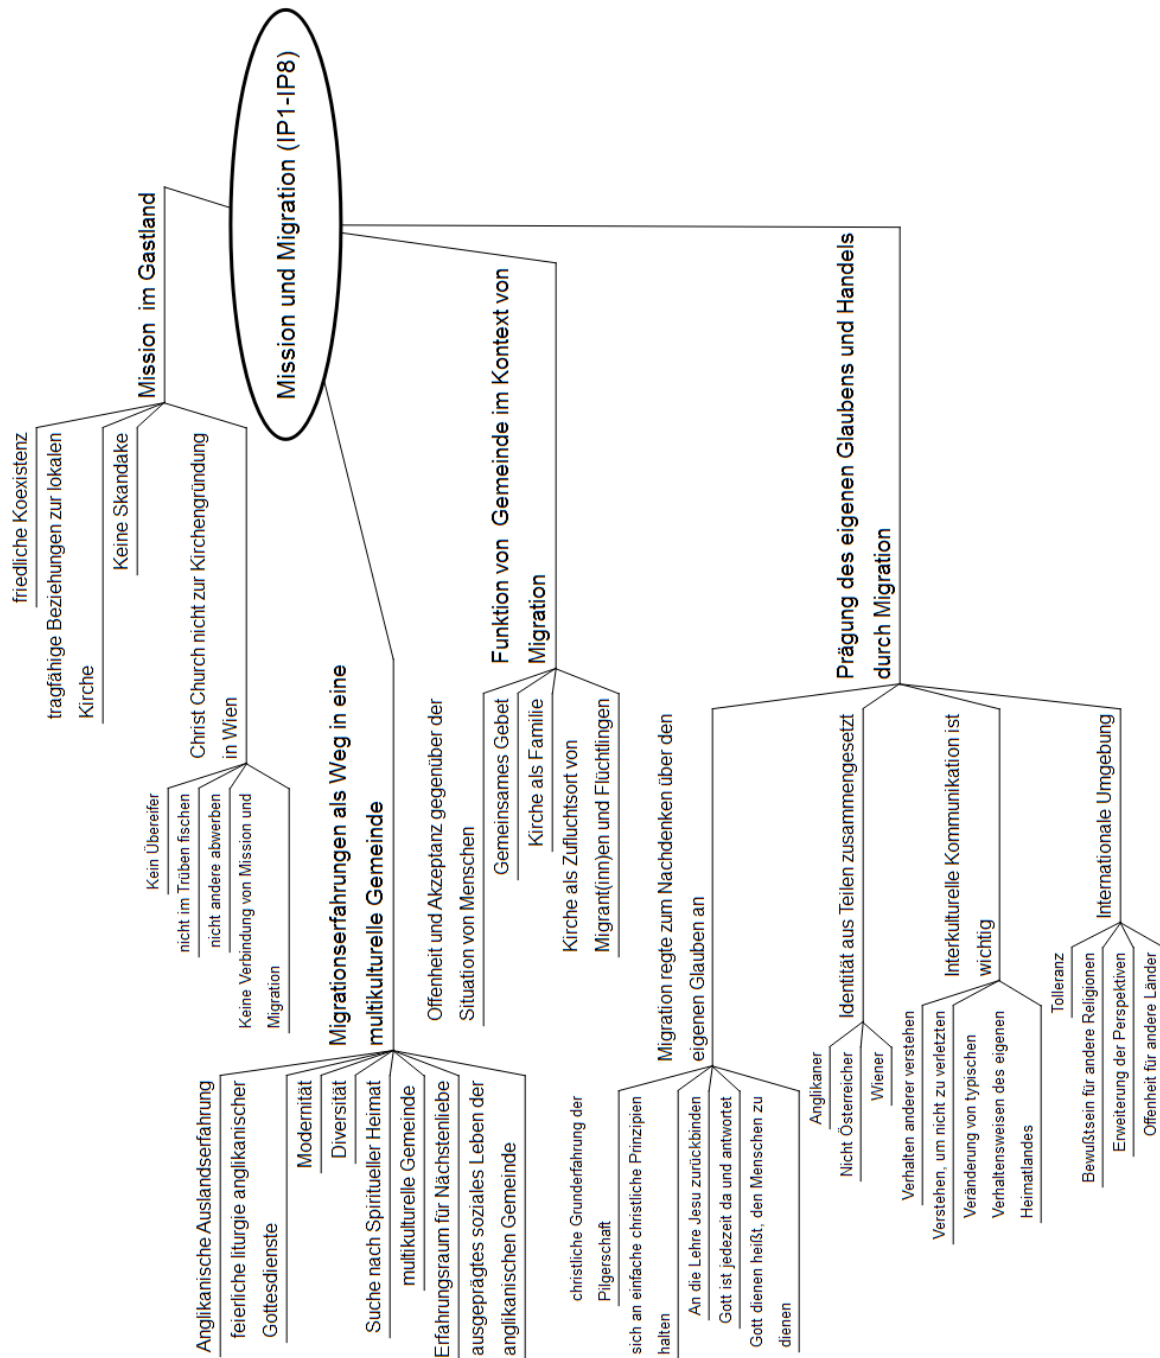 Mission und Migration (IP1-IP8)
Mission  im Gastland
friedliche Koexistenz
tragfähige Beziehungen zur lokalen
Kirche
Keine Skandake
Christ Church nicht zur Kirchengründung
in Wien
Kein Übereifer
nicht im Trüben fischen
nicht andere abwerben
Keine Verbindung von Mission und
Migration
Migrationserfahrungen als Weg in eine
multikulturelle Gemeinde
Anglikanische Auslandserfahrung
feierliche liturgie anglikanischer
Gottesdienste
Modernität
Diversität
Suche nach Spiritueller Heimat
multikulturelle Gemeinde
Erfahrungsraum für Nächstenliebe
ausgeprägtes soziales Leben der
anglikanischen Gemeinde
Funktion von  Gemeinde im Kontext von
Migration
Offenheit und Akzeptanz gegenüber der
Situation von Menschen
Gemeinsames Gebet
Kirche als Familie
Kirche als Zufluchtsort von
Migrant(inn)en und Flüchtlingen
Prägung des eigenen Glaubens und Handels
durch Migration
Migration regte zum Nachdenken über den
eigenen Glauben an
christliche Grunderfahrung der
Pilgerschaft
sich an einfache christliche Prinzipien
halten
An die Lehre Jesu zurückbinden
Gott ist jedezeit da und antwortet
Gott dienen heißt, den Menschen zu
dienen
Identität aus Teilen zusammengesetzt
Anglikaner
Nicht Österreicher
Wiener
Interkulturelle Kommunikation ist
wichtig
Verhalten anderer verstehen
Verstehen, um nicht zu verletzten
Veränderung von typischen
Verhaltensweisen des eigenen
Heimatlandes
Internationale Umgebung
Tolleranz
Bewußtsein für andere Religionen
Erweiterung der Perspektiven
Offenheit für andere Länder